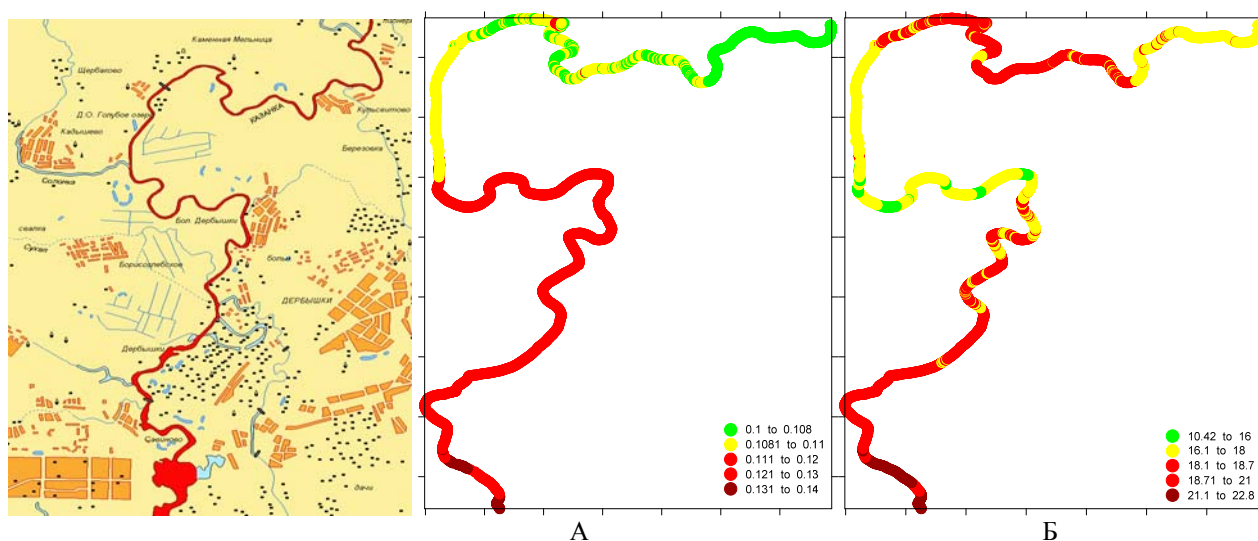 Каменная Мельница
Щербаково
Д.О. Голубое озеро
Кадышево
КАЗАНКА
Кульсеитово
Березовка
Солонка
Бол. Дербышки
свалка
Сухая
Борисоглебское
ДЕРБЫШКИ
Дербышки
Савиново
дачи
0.1 to 0.108
0.1081 to 0.11
0.111 to 0.12
0.121 to 0.13
0.131 to 0.14
А
10.42 to 16
16.1 to 18
18.1 to 18.7
18.71 to 21
21.1 to 22.8
Б